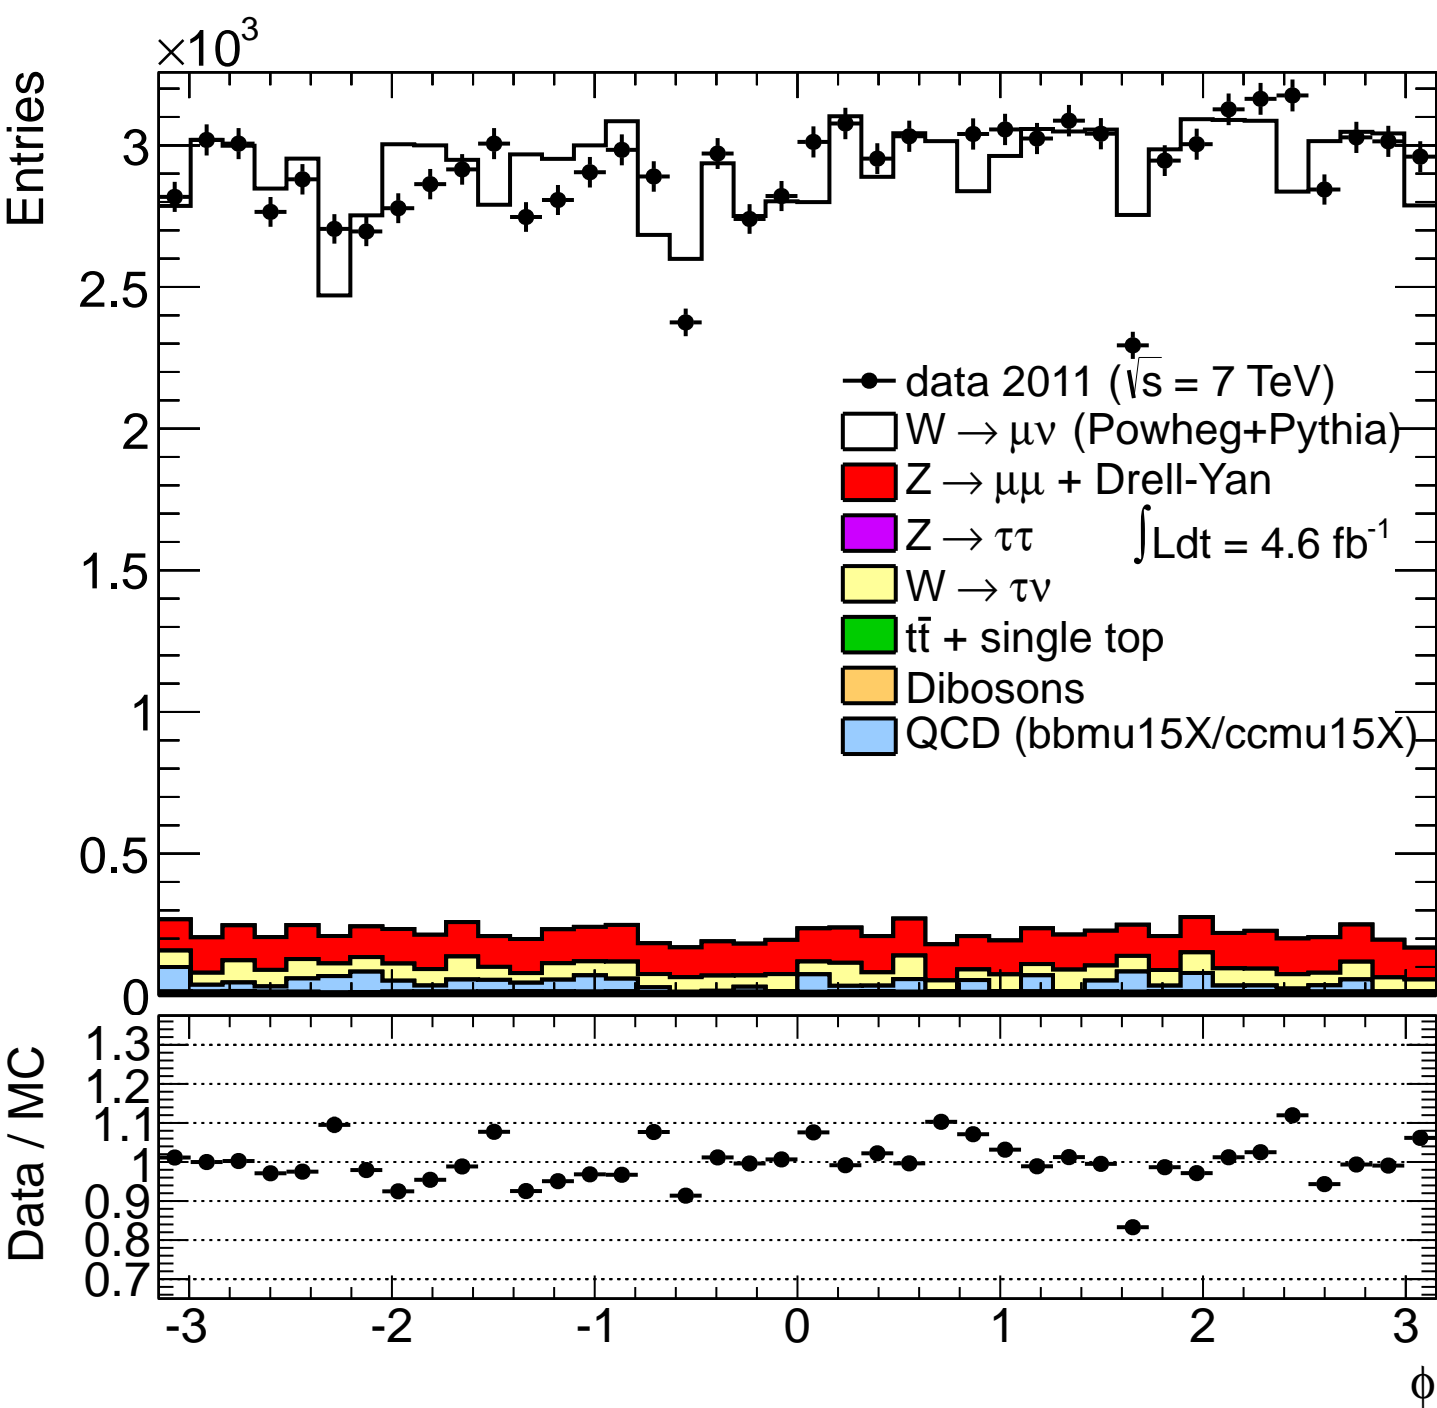 ×10³
Entries
3
2.5
2
1.5
1
0.5
0
data 2011 (√s = 7 TeV)
W → μν (Powheg+Pythia)
Z → μμ + Drell-Yan
Z → ττ
∫Ldt = 4.6 fb⁻¹
W → τν
tt̄ + single top
Dibosons
QCD (bbmu15X/ccmu15X)
Data / MC
1.3
1.2
1.1
1
0.9
0.8
0.7
-3 -2 -1 0 1 2 3
ϕ